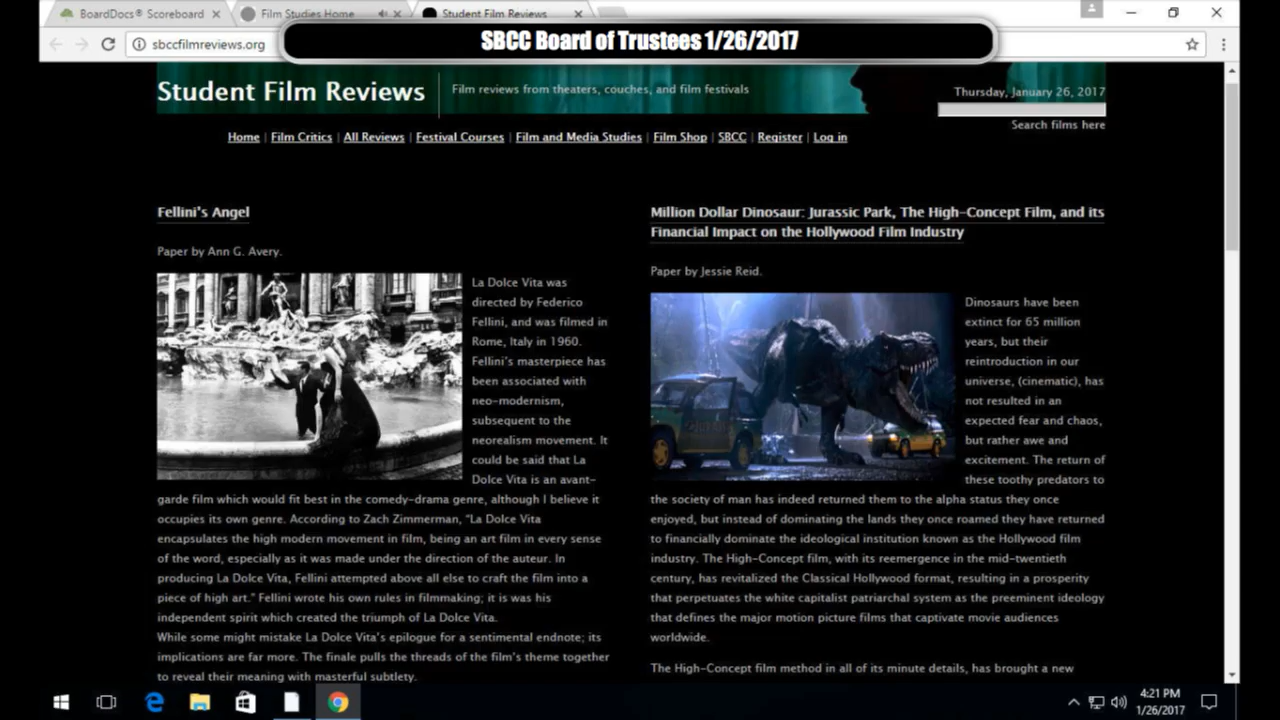 BoardDocs® Scoreboard
Film Studies Home
Student Film Reviews
sbccfilmreviews.org
SBCC Board of Trustees 1/26/2017
Student Film Reviews
Film reviews from theaters, couches, and film festivals
Thursday, January 26, 2017
Search films here
Home | Film Critics | All Reviews | Festival Courses | Film and Media Studies | Film Shop | SBCC | Register | Log in
Fellini's Angel
Paper by Ann G. Avery.
La Dolce Vita was
directed by Federico
Fellini, and was filmed in
Rome, Italy in 1960.
Fellini's masterpiece has
been associated with
neo-modernism,
subsequent to the
neorealism movement. It
could be said that La
Dolce Vita is an avant-
garde film which would fit best in the comedy-drama genre, although I believe it
occupies its own genre. According to Zach Zimmerman, "La Dolce Vita
encapsulates the high modern movement in film, being an art film in every sense
of the word, especially as it was made under the direction of the auteur. In
producing La Dolce Vita, Fellini attempted above all else to craft the film into a
piece of high art." Fellini wrote his own rules in filmmaking; it is was his
independent spirit which created the triumph of La Dolce Vita.
While some might mistake La Dolce Vita's epilogue for a sentimental endnote; its
implications are far more. The finale pulls the threads of the film's theme together
to reveal their meaning with masterful subtlety.
Million Dollar Dinosaur: Jurassic Park, The High-Concept Film, and its
Financial Impact on the Hollywood Film Industry
Paper by Jessie Reid.
Dinosaurs have been
extinct for 65 million
years, but their
reintroduction in our
universe, (cinematic), has
not resulted in an
expected fear and chaos,
but rather awe and
excitement. The return of
these toothy predators to
the society of man has indeed returned them to the alpha status they once
enjoyed, but instead of dominating the lands they once roamed they have returned
to financially dominate the ideological institution known as the Hollywood film
industry. The High-Concept film, with its reemergence in the mid-twentieth
century, has revitalized the Classical Hollywood format, resulting in a prosperity
that perpetuates the white capitalist patriarchal system as the preeminent ideology
that defines the major motion picture films that captivate movie audiences
worldwide.
The High-Concept film method in all of its minute details, has brought a new
4:21 PM
1/26/2017